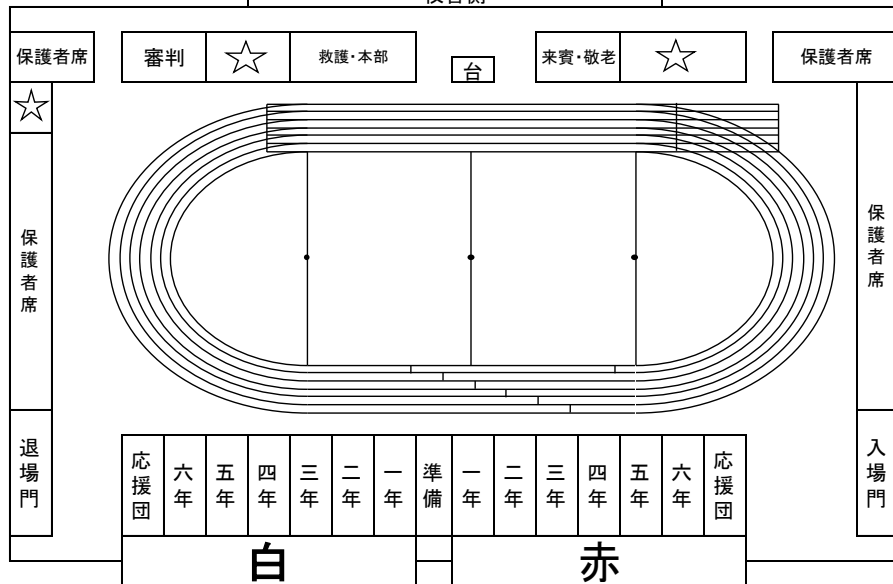 保護者席
審判
☆
救護・本部
台
来賓・敬老
☆
保護者席
☆
保護者席
保護者席
退場門
応援団
六年
五年
四年
三年
二年
一年
準備
一年
二年
三年
四年
五年
六年
応援団
入場門
白
赤